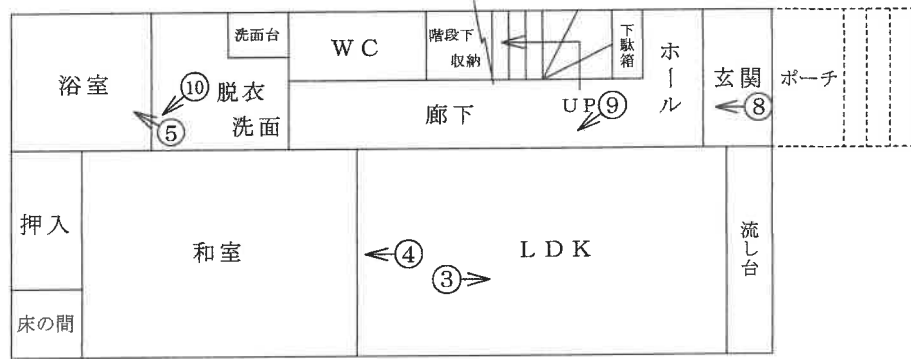 洗面台
WC
階段下
収納
下駄箱
ホール
玄関
ポーチ
浴室
⑩
脱衣
洗面
⑤
廊下
UP
⑨
⑧
押入
和室
④
③
LDK
流し台
床の間